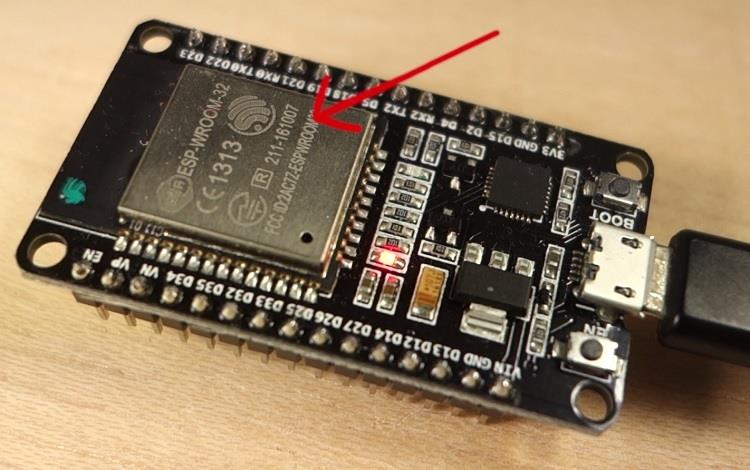 D23 D22 TX0 RX0 D21 D19 D18 D5 TX2 RX2 D4 D2 D15 GND 3V3
ESP-WROOM-32
CE1313
R 211-161007
FCC ID:2AC7Z-ESPWROOM32
BOOT
EN
EN VP VN D34 D35 D32 D33 D25 D26 D27 D14 D12 D13 GND VIN